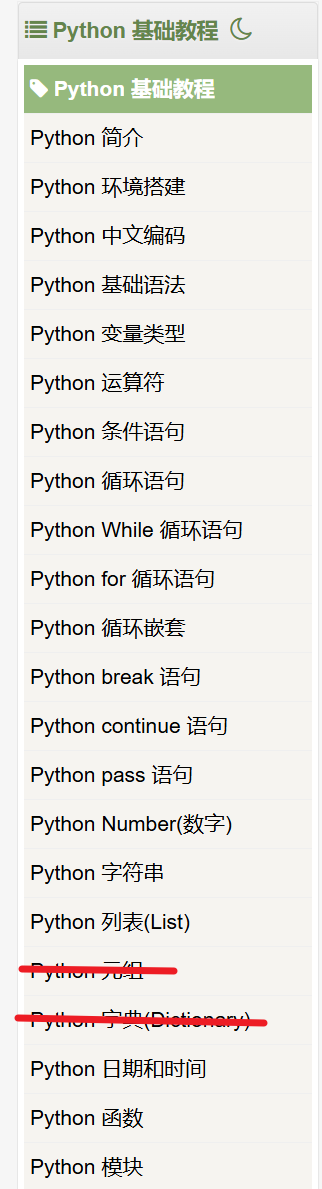 Python 基础教程
Python 基础教程
Python 简介
Python 环境搭建
Python 中文编码
Python 基础语法
Python 变量类型
Python 运算符
Python 条件语句
Python 循环语句
Python While 循环语句
Python for 循环语句
Python 循环嵌套
Python break 语句
Python continue 语句
Python pass 语句
Python Number(数字)
Python 字符串
Python 列表(List)
Python 元组
Python 字典(Dictionary)
Python 日期和时间
Python 函数
Python 模块